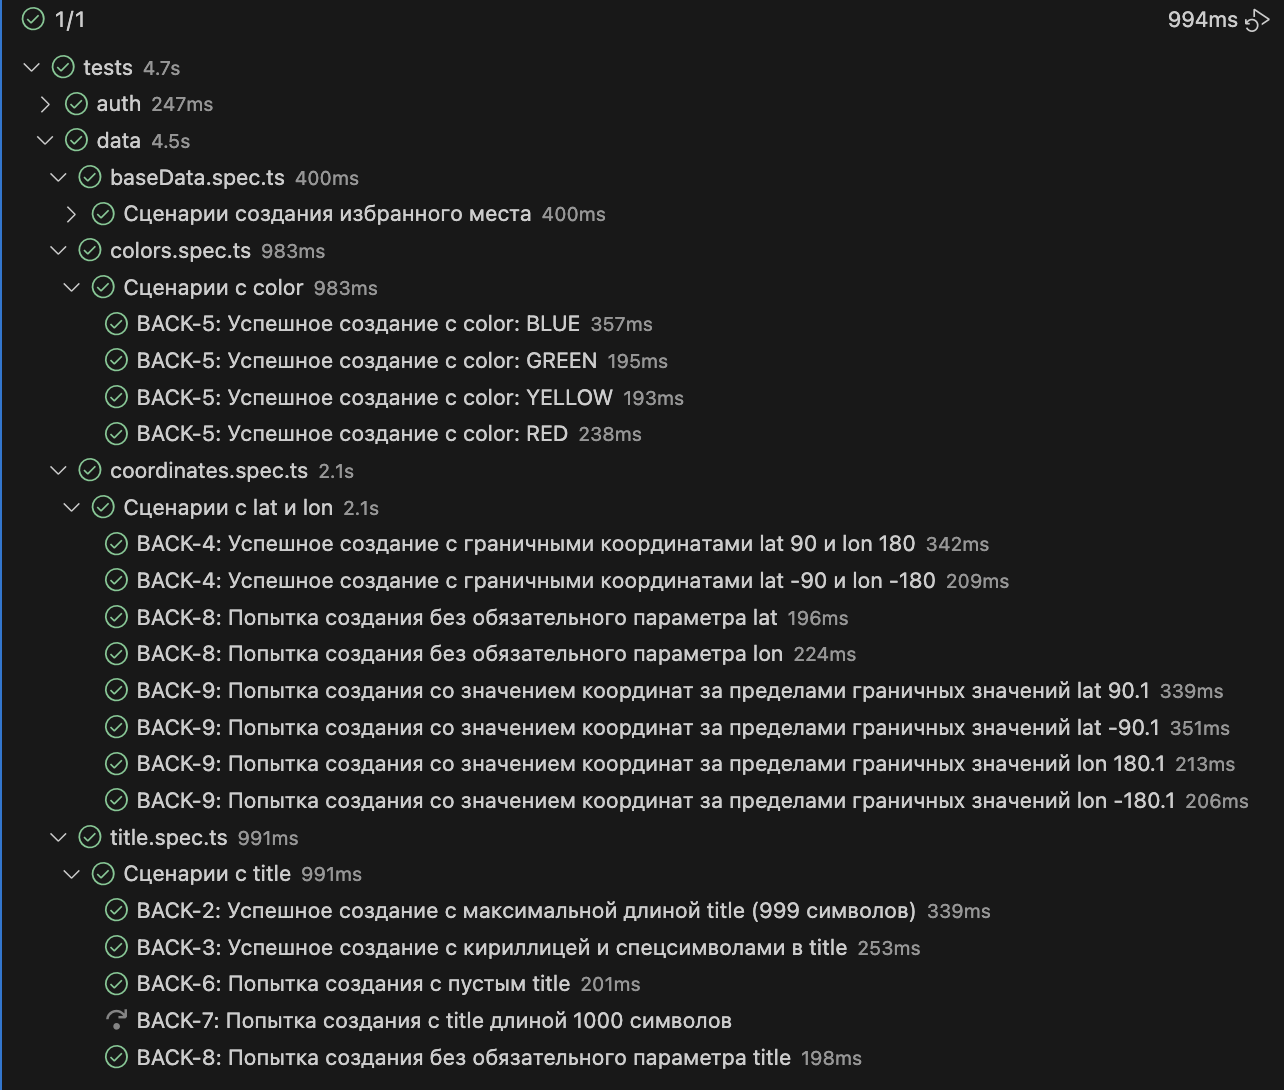 1/1 994ms
tests 4.7s
auth 247ms
data 4.5s
baseData.spec.ts 400ms
Сценарии создания избранного места 400ms
colors.spec.ts 983ms
Сценарии с color 983ms
BACK-5: Успешное создание с color: BLUE 357ms
BACK-5: Успешное создание с color: GREEN 195ms
BACK-5: Успешное создание с color: YELLOW 193ms
BACK-5: Успешное создание с color: RED 238ms
coordinates.spec.ts 2.1s
Сценарии с lat и lon 2.1s
BACK-4: Успешное создание с граничными координатами lat 90 и lon 180 342ms
BACK-4: Успешное создание с граничными координатами lat -90 и lon -180 209ms
BACK-8: Попытка создания без обязательного параметра lat 196ms
BACK-8: Попытка создания без обязательного параметра lon 224ms
BACK-9: Попытка создания со значением координат за пределами граничных значений lat 90.1 339ms
BACK-9: Попытка создания со значением координат за пределами граничных значений lat -90.1 351ms
BACK-9: Попытка создания со значением координат за пределами граничных значений lon 180.1 213ms
BACK-9: Попытка создания со значением координат за пределами граничных значений lon -180.1 206ms
title.spec.ts 991ms
Сценарии с title 991ms
BACK-2: Успешное создание с максимальной длиной title (999 символов) 339ms
BACK-3: Успешное создание с кириллицей и спецсимволами в title 253ms
BACK-6: Попытка создания с пустым title 201ms
BACK-7: Попытка создания с title длиной 1000 символов
BACK-8: Попытка создания без обязательного параметра title 198ms